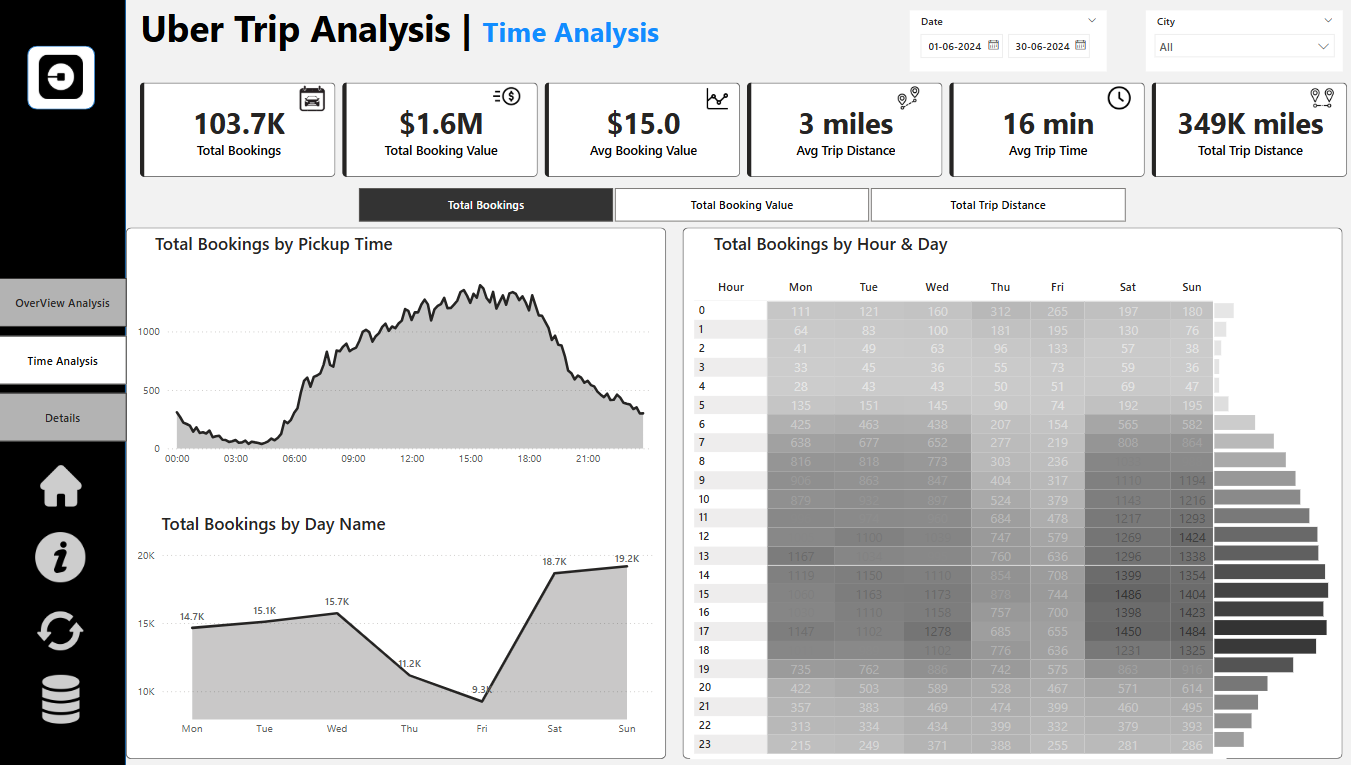 Uber Trip Analysis | Time Analysis
Date
01-06-2024 30-06-2024
City
All
103.7K
Total Bookings
$1.6M
Total Booking Value
$15.0
Avg Booking Value
3 miles
Avg Trip Distance
16 min
Avg Trip Time
349K miles
Total Trip Distance
Total Bookings Total Booking Value Total Trip Distance
OverView Analysis
Time Analysis
Details
Total Bookings by Pickup Time
1000
500
0
00:00 03:00 06:00 09:00 12:00 15:00 18:00 21:00
Total Bookings by Day Name
20K
15K
10K
14.7K 15.1K 15.7K 11.2K 9.3K 18.7K 19.2K
Mon Tue Wed Thu Fri Sat Sun
Total Bookings by Hour & Day
Hour Mon Tue Wed Thu Fri Sat Sun
0 111 121 160 312 265 197 180
1 64 83 100 181 195 130 76
2 41 49 63 96 133 57 38
3 33 45 36 55 73 59 36
4 28 43 43 50 51 69 47
5 135 151 145 90 74 192 195
6 425 463 438 207 154 565 582
7 638 677 652 277 219 808 864
8 816 818 773 303 236
9 906 863 847 404 317 1110 1194
10 879 932 897 524 379 1143 1216
11 684 478 1217 1293
12 1100 747 579 1269 1424
13 1167 760 636 1296 1338
14 1119 1150 1110 854 708 1399 1354
15 1163 1173 878 744 1486 1404
16 1110 1158 757 700 1398 1423
17 1147 1102 1278 685 655 1450 1484
18 1102 776 636 1231 1325
19 735 762 886 742 575 863 916
20 422 503 589 528 467 571 614
21 357 383 469 474 399 460 495
22 313 334 434 399 332 379 393
23 215 249 371 388 255 281 286